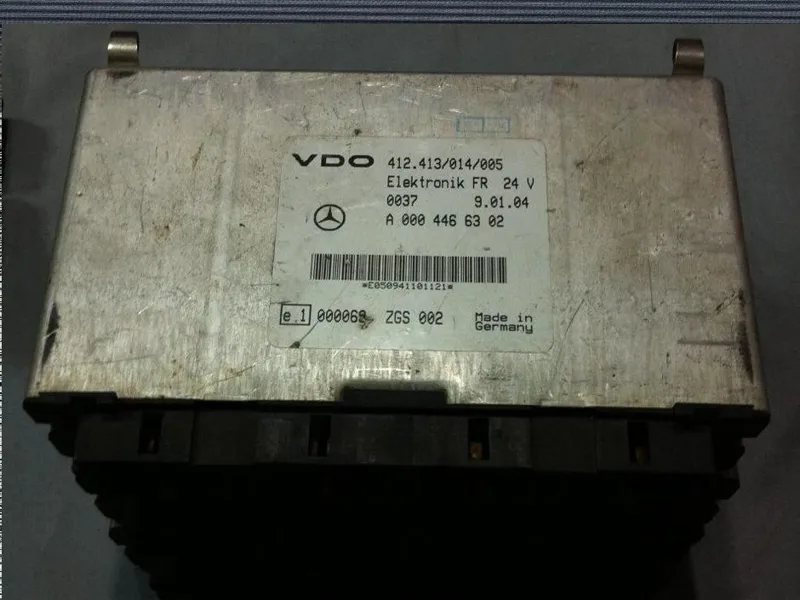 VDO 412.413/014/005
Elektronik FR 24 V
0037 9.01.04
A 000 446 63 02
*E050941101121*
e 1 000068 ZGS 002 Made in
Germany